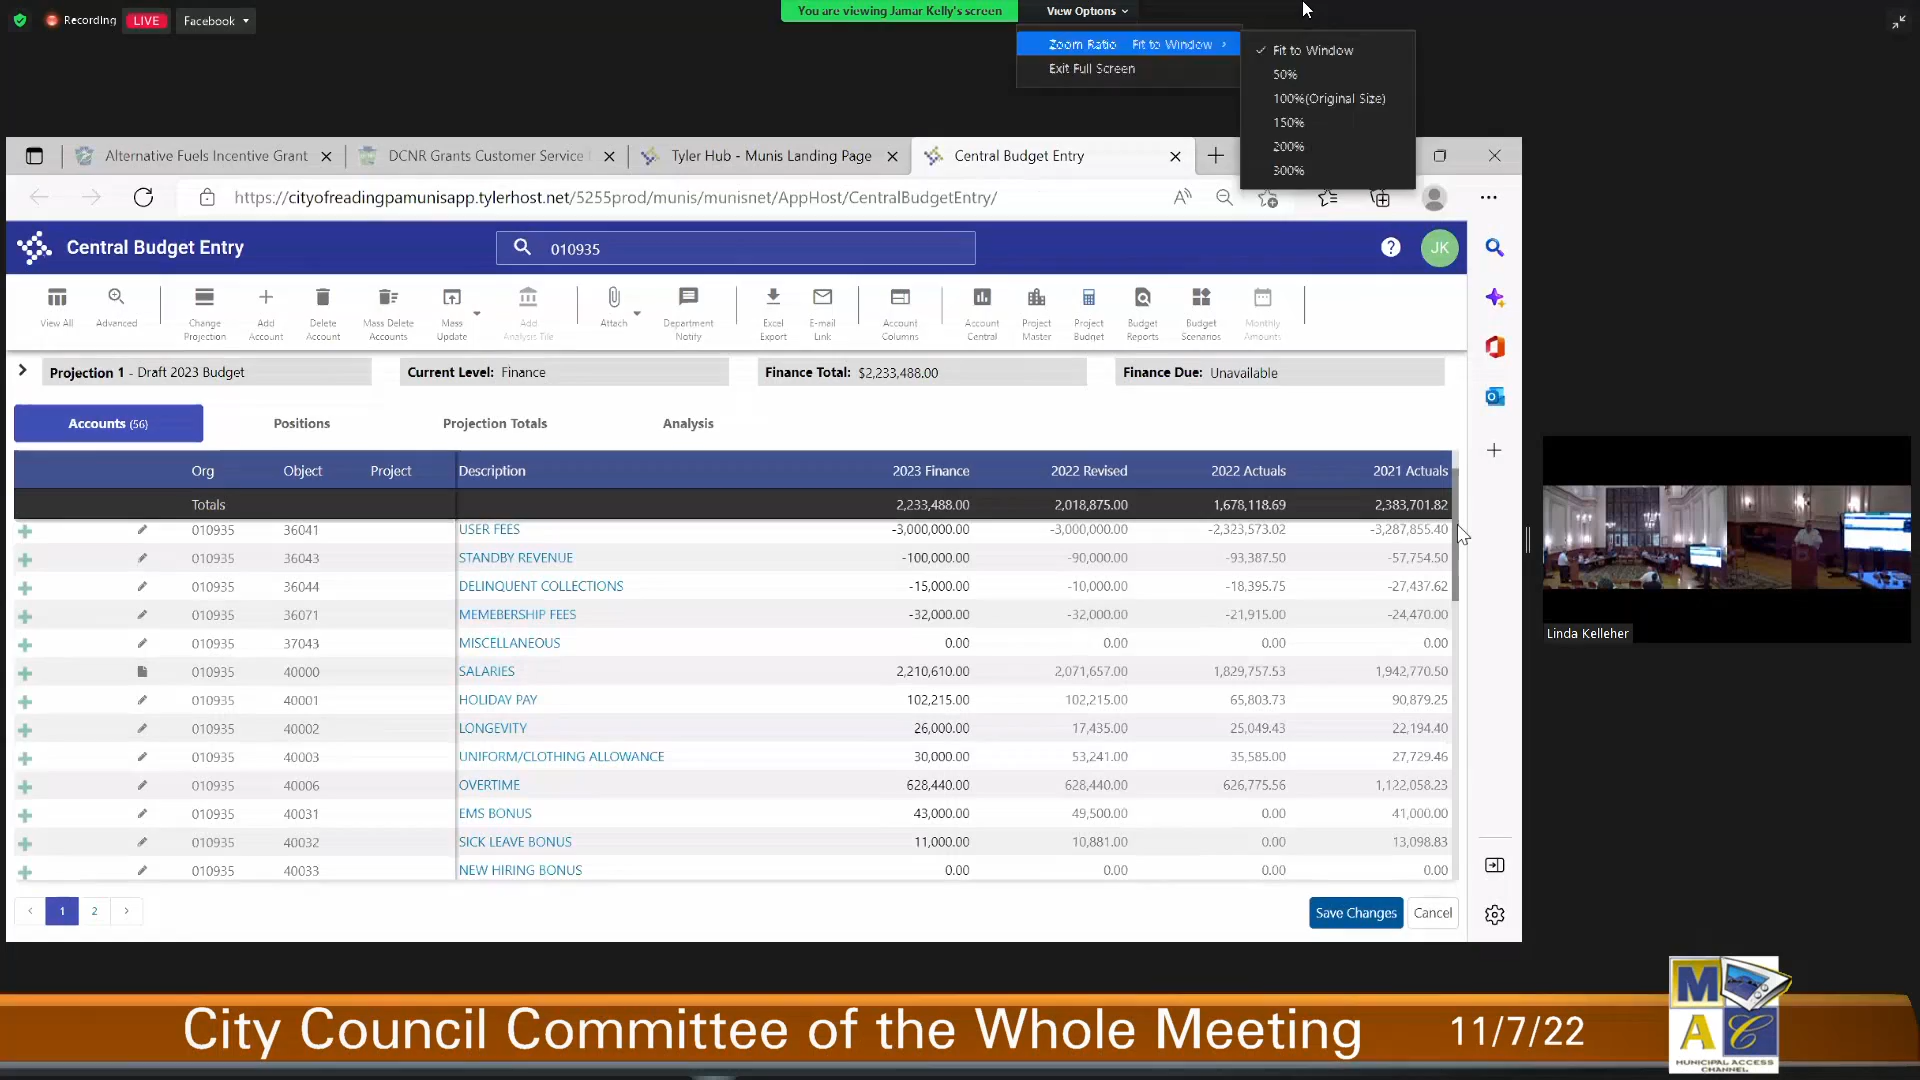 Recording LIVE Facebook
You are viewing Jamar Kelly's screen View Options
Zoom Ratio Fit to Window
Exit Full Screen
Fit to Window
50%
100%(Original Size)
150%
200%
300%
Alternative Fuels Incentive Grant
DCNR Grants Customer Service
Tyler Hub - Munis Landing Page
Central Budget Entry
https://cityofreadingpamunisapp.tylerhost.net/5255prod/munis/munisnet/AppHost/CentralBudgetEntry/
Central Budget Entry 010935 JK
View All
Advanced
Change Projection
Add Account
Delete Account
Mass Delete Accounts
Mass Update
Add Analysis Tile
Attach
Department Notify
Excel Export
E-mail Link
Account Columns
Account Central
Project Master
Project Budget
Budget Reports
Budget Scenarios
Monthly Amounts
Projection 1 - Draft 2023 Budget Current Level: Finance Finance Total: $2,233,488.00 Finance Due: Unavailable
Accounts (56) Positions Projection Totals Analysis
Org Object Project Description 2023 Finance 2022 Revised 2022 Actuals 2021 Actuals
Totals 2,233,488.00 2,018,875.00 1,678,118.69 2,383,701.82
010935 36041 USER FEES -3,000,000.00 -3,000,000.00 -2,323,573.02 -3,287,855.40
010935 36043 STANDBY REVENUE -100,000.00 -90,000.00 -93,387.50 -57,754.50
010935 36044 DELINQUENT COLLECTIONS -15,000.00 -10,000.00 -18,395.75 -27,437.62
010935 36071 MEMEBERSHIP FEES -32,000.00 -32,000.00 -21,915.00 -24,470.00
010935 37043 MISCELLANEOUS 0.00 0.00 0.00 0.00
010935 40000 SALARIES 2,210,610.00 2,071,657.00 1,829,757.53 1,942,770.50
010935 40001 HOLIDAY PAY 102,215.00 102,215.00 65,803.73 90,879.25
010935 40002 LONGEVITY 26,000.00 17,435.00 25,049.43 22,194.40
010935 40003 UNIFORM/CLOTHING ALLOWANCE 30,000.00 53,241.00 35,585.00 27,729.46
010935 40006 OVERTIME 628,440.00 628,440.00 626,775.56 1,122,058.23
010935 40031 EMS BONUS 43,000.00 49,500.00 0.00 41,000.00
010935 40032 SICK LEAVE BONUS 11,000.00 10,881.00 0.00 13,098.83
010935 40033 NEW HIRING BONUS 0.00 0.00 0.00 0.00
1 2
Save Changes Cancel
Linda Kelleher
City Council Committee of the Whole Meeting 11/7/22
MAC
MUNICIPAL ACCESS CHANNEL